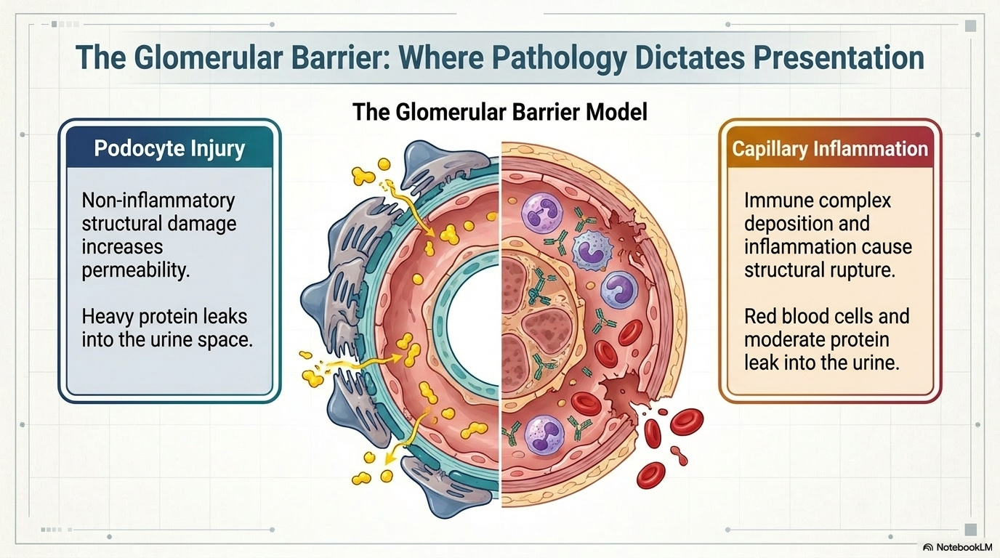 The Glomerular Barrier: Where Pathology Dictates Presentation
The Glomerular Barrier Model
Podocyte Injury
Non-inflammatory
structural damage
increases
permeability.
Heavy protein leaks
into the urine space.
Capillary Inflammation
Immune complex
deposition and
inflammation cause
structural rupture.
Red blood cells and
moderate protein
leak into the urine.
NotebookLM